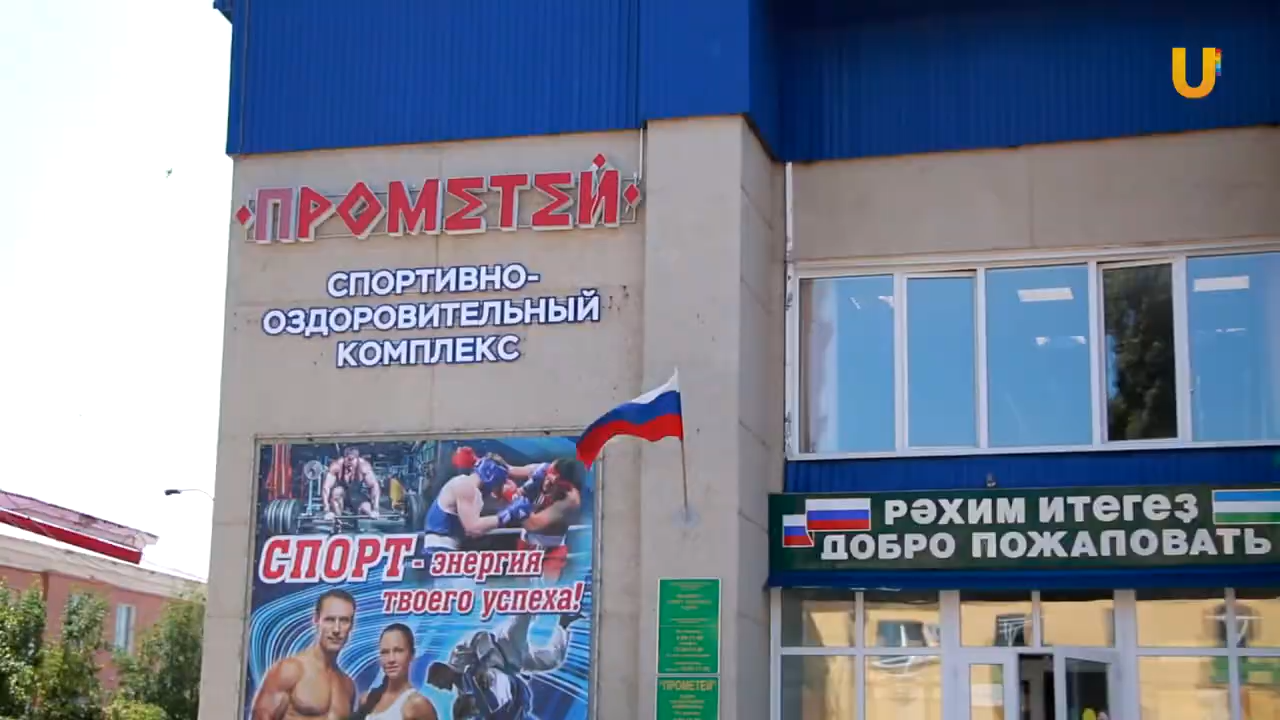 U
ПРОМЕТЕЙ
СПОРТИВНО-
ОЗДОРОВИТЕЛЬНЫЙ
КОМПЛЕКС
СПОРТ - энергия
твоего успеха!
РӘХИМ ИТЕГЕҘ
ДОБРО ПОЖАЛОВАТЬ
"ПРОМЕТЕЙ"